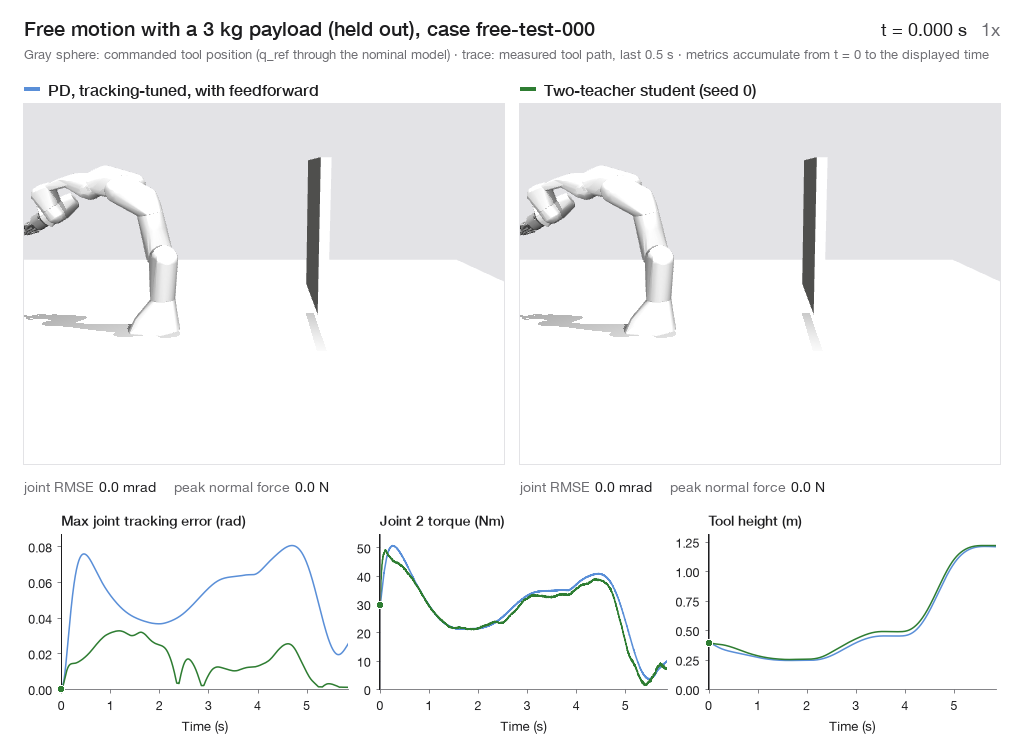 Free motion with a 3 kg payload (held out), case free-test-000
t = 0.000 s 1x
Gray sphere: commanded tool position (q_ref through the nominal model) · trace: measured tool path, last 0.5 s · metrics accumulate from t = 0 to the displayed time
PD, tracking-tuned, with feedforward
Two-teacher student (seed 0)
joint RMSE 0.0 mrad peak normal force 0.0 N
joint RMSE 0.0 mrad peak normal force 0.0 N
Max joint tracking error (rad)
0.08
0.06
0.04
0.02
0.00
0 1 2 3 4 5
Time (s)
Joint 2 torque (Nm)
50
40
30
20
10
0
0 1 2 3 4 5
Time (s)
Tool height (m)
1.25
1.00
0.75
0.50
0.25
0.00
0 1 2 3 4 5
Time (s)